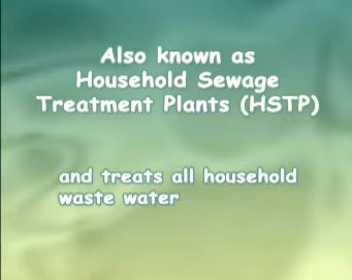 Also known as
Household Sewage
Treatment Plants (HSTP)
and treats all household
waste water